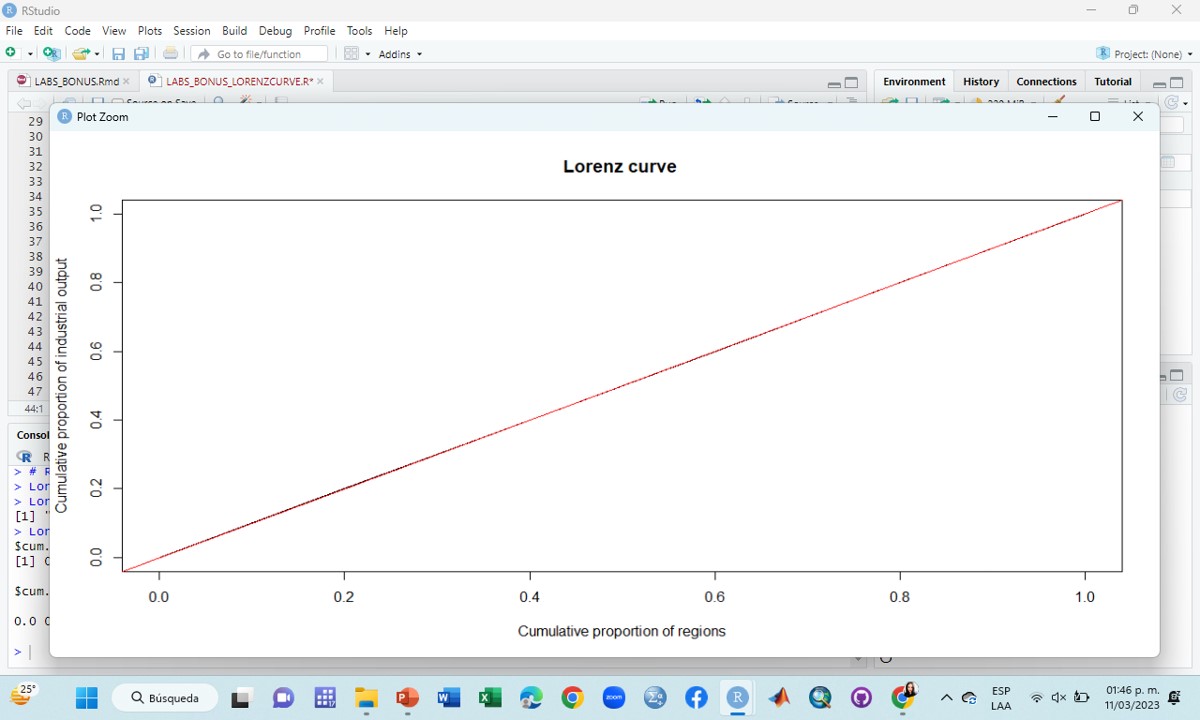 RStudio
File Edit Code View Plots Session Build Debug Profile Tools Help
Go to file/function Addins Project: (None)
LABS_BONUS.Rmd LABS_BONUS_LORENZCURVE.R* Environment History Connections Tutorial
Plot Zoom
29
30
31
32
33
34
35
36
37
38
39
40
41
42
43
44
45
46
47
44:1
Lorenz curve
Cumulative proportion of industrial output
1.0
0.8
0.6
0.4
0.2
0.0
0.0 0.2 0.4 0.6 0.8 1.0
Cumulative proportion of regions
Consol
R R
> # R
> Lor
> Lor
[1] "
> Lor
$cum.
[1] 0
$cum.
0.0 0
>
25°
Búsqueda
ESP
LAA
01:46 p. m.
11/03/2023